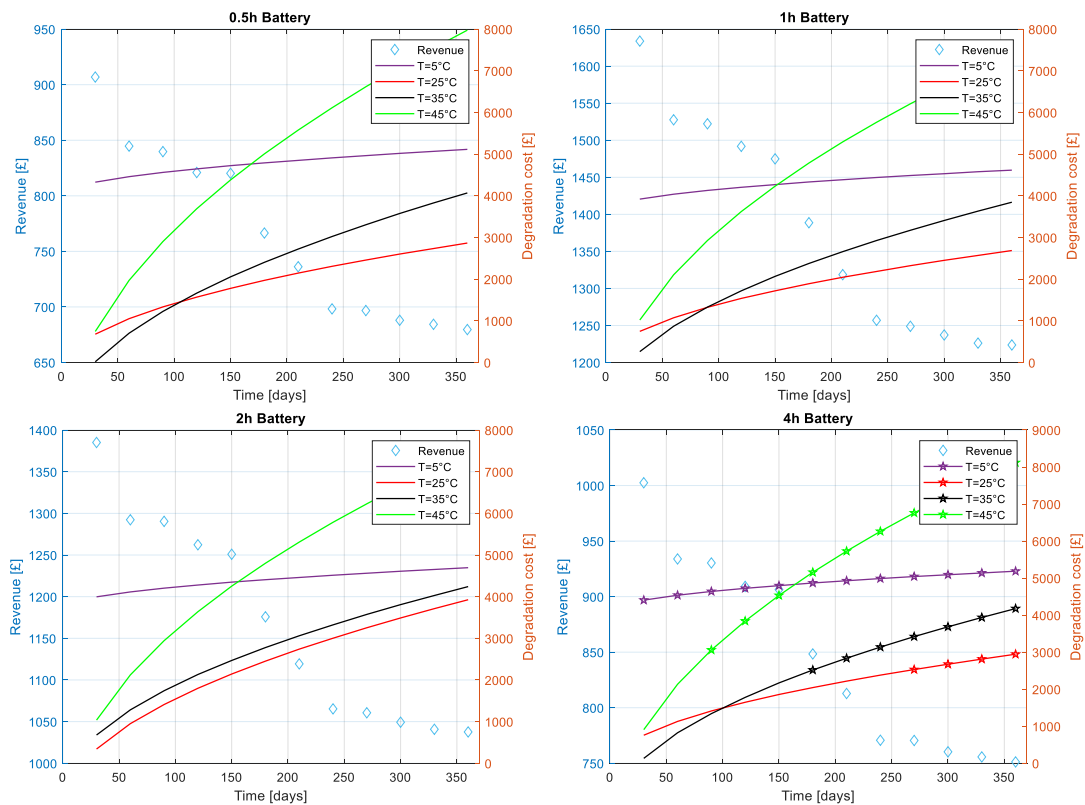 0.5h Battery
950
900
850
800
750
700
650
Revenue [£]
8000
7000
6000
5000
4000
3000
2000
1000
0
Degradation cost [£]
0 50 100 150 200 250 300 350
Time [days]
Revenue
T=5°C
T=25°C
T=35°C
T=45°C
1h Battery
1650
1600
1550
1500
1450
1400
1350
1300
1250
1200
Revenue [£]
8000
7000
6000
5000
4000
3000
2000
1000
0
Degradation cost [£]
0 50 100 150 200 250 300 350
Time [days]
Revenue
T=5°C
T=25°C
T=35°C
T=45°C
2h Battery
1400
1350
1300
1250
1200
1150
1100
1050
1000
Revenue [£]
8000
7000
6000
5000
4000
3000
2000
1000
0
Degradation cost [£]
0 50 100 150 200 250 300 350
Time [days]
Revenue
T=5°C
T=25°C
T=35°C
T=45°C
4h Battery
1050
1000
950
900
850
800
750
Revenue [£]
9000
8000
7000
6000
5000
4000
3000
2000
1000
0
Degradation cost [£]
0 50 100 150 200 250 300 350
Time [days]
Revenue
T=5°C
T=25°C
T=35°C
T=45°C